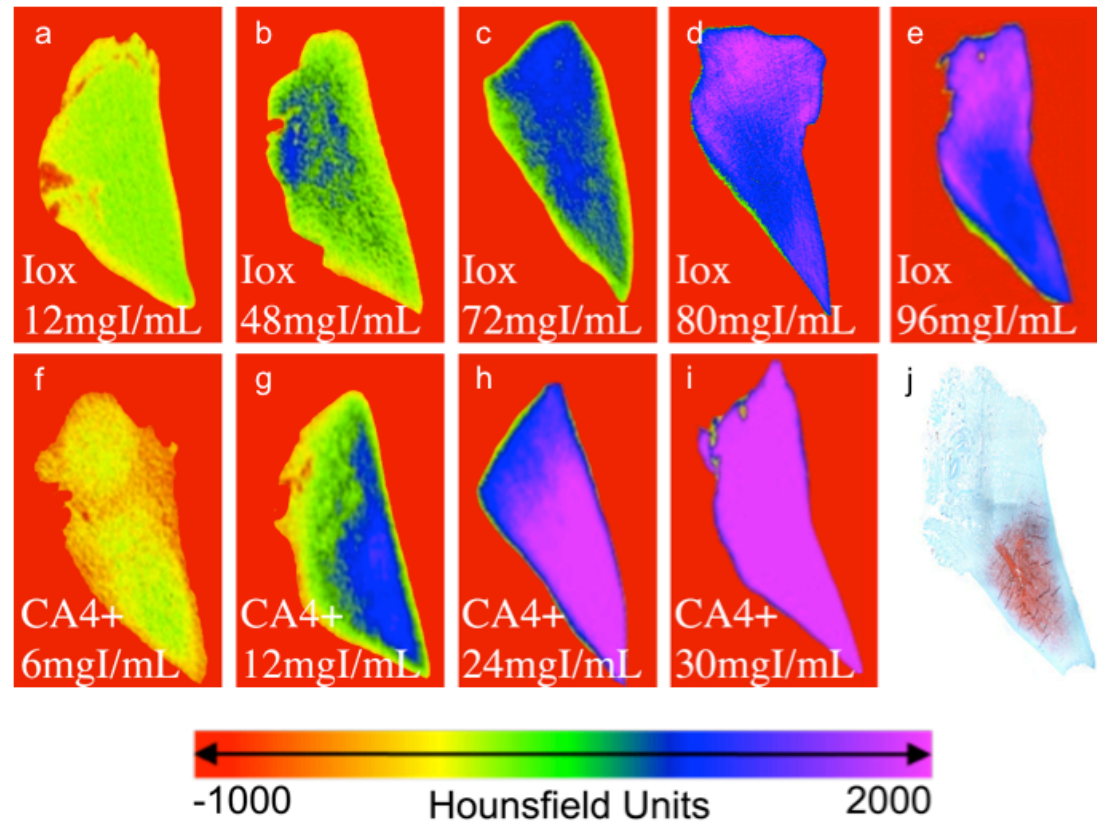 a
Iox
12mgI/mL
b
Iox
48mgI/mL
c
Iox
72mgI/mL
d
Iox
80mgI/mL
e
Iox
96mgI/mL
f
CA4+
6mgI/mL
g
CA4+
12mgI/mL
h
CA4+
24mgI/mL
i
CA4+
30mgI/mL
j
-1000
Hounsfield Units
2000